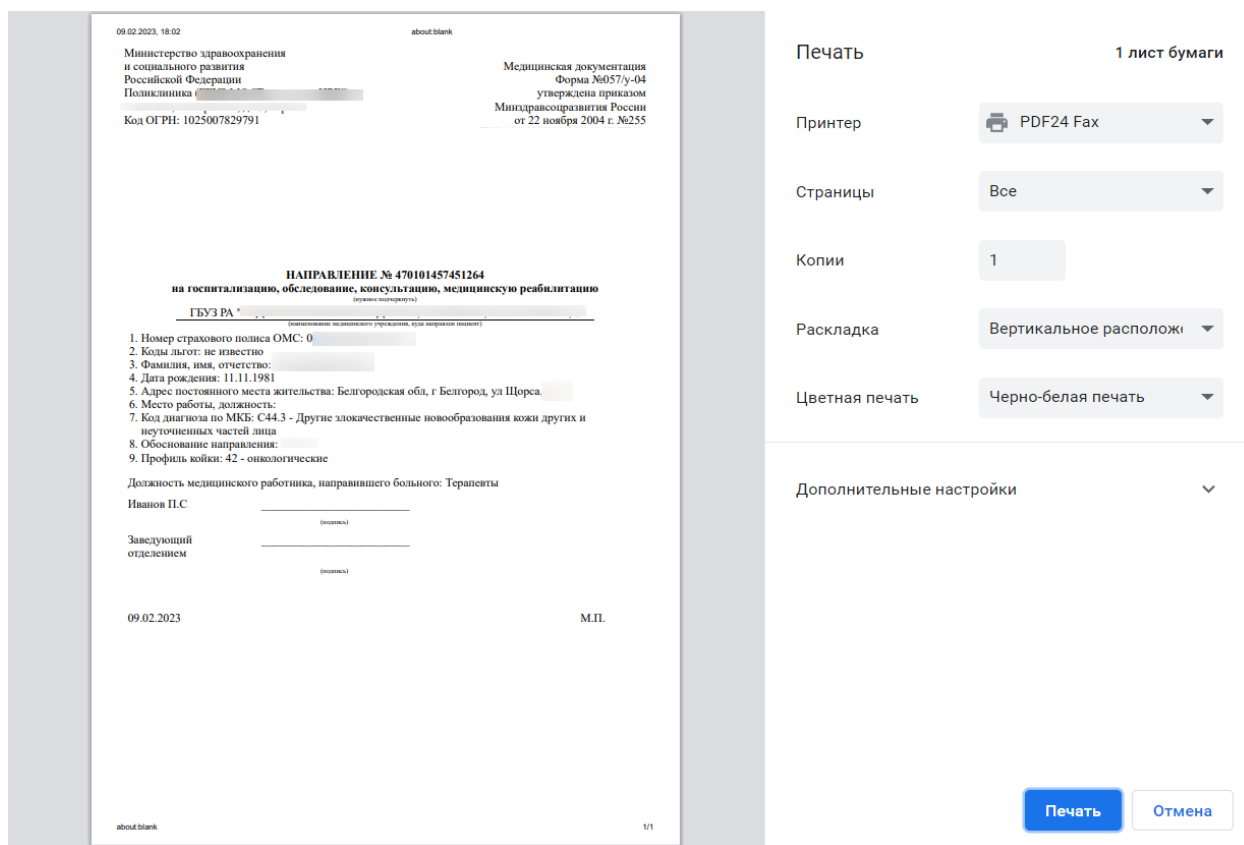 09.02.2023, 18:02
about:blank
Министерство здравоохранения
и социального развития
Российской Федерации
Поликлиника
Код ОГРН: 1025007829791
Медицинская документация
Форма №057/у-04
утверждена приказом
Минздравсоцразвития России
от 22 ноября 2004 г. №255
НАПРАВЛЕНИЕ № 470101457451264
на госпитализацию, обследование, консультацию, медицинскую реабилитацию
(нужное подчеркнуть)
ГБУЗ РА "
(наименование медицинского учреждения, куда направлен пациент)
1. Номер страхового полиса ОМС: 0
2. Коды льгот: не известно
3. Фамилия, имя, отчетство:
4. Дата рождения: 11.11.1981
5. Адрес постоянного места жительства: Белгородская обл, г Белгород, ул Щорса,
6. Место работы, должность:
7. Код диагноза по МКБ: C44.3 - Другие злокачественные новообразования кожи других и
неуточненных частей лица
8. Обоснование направления:
9. Профиль койки: 42 - онкологические
Должность медицинского работника, направившего больного: Терапевты
Иванов П.С
(подпись)
Заведующий
отделением
(подпись)
09.02.2023
М.П.
about:blank
1/1
Печать
1 лист бумаги
Принтер
PDF24 Fax
Страницы
Все
Копии
1
Раскладка
Вертикальное располож
Цветная печать
Черно-белая печать
Дополнительные настройки
Печать
Отмена